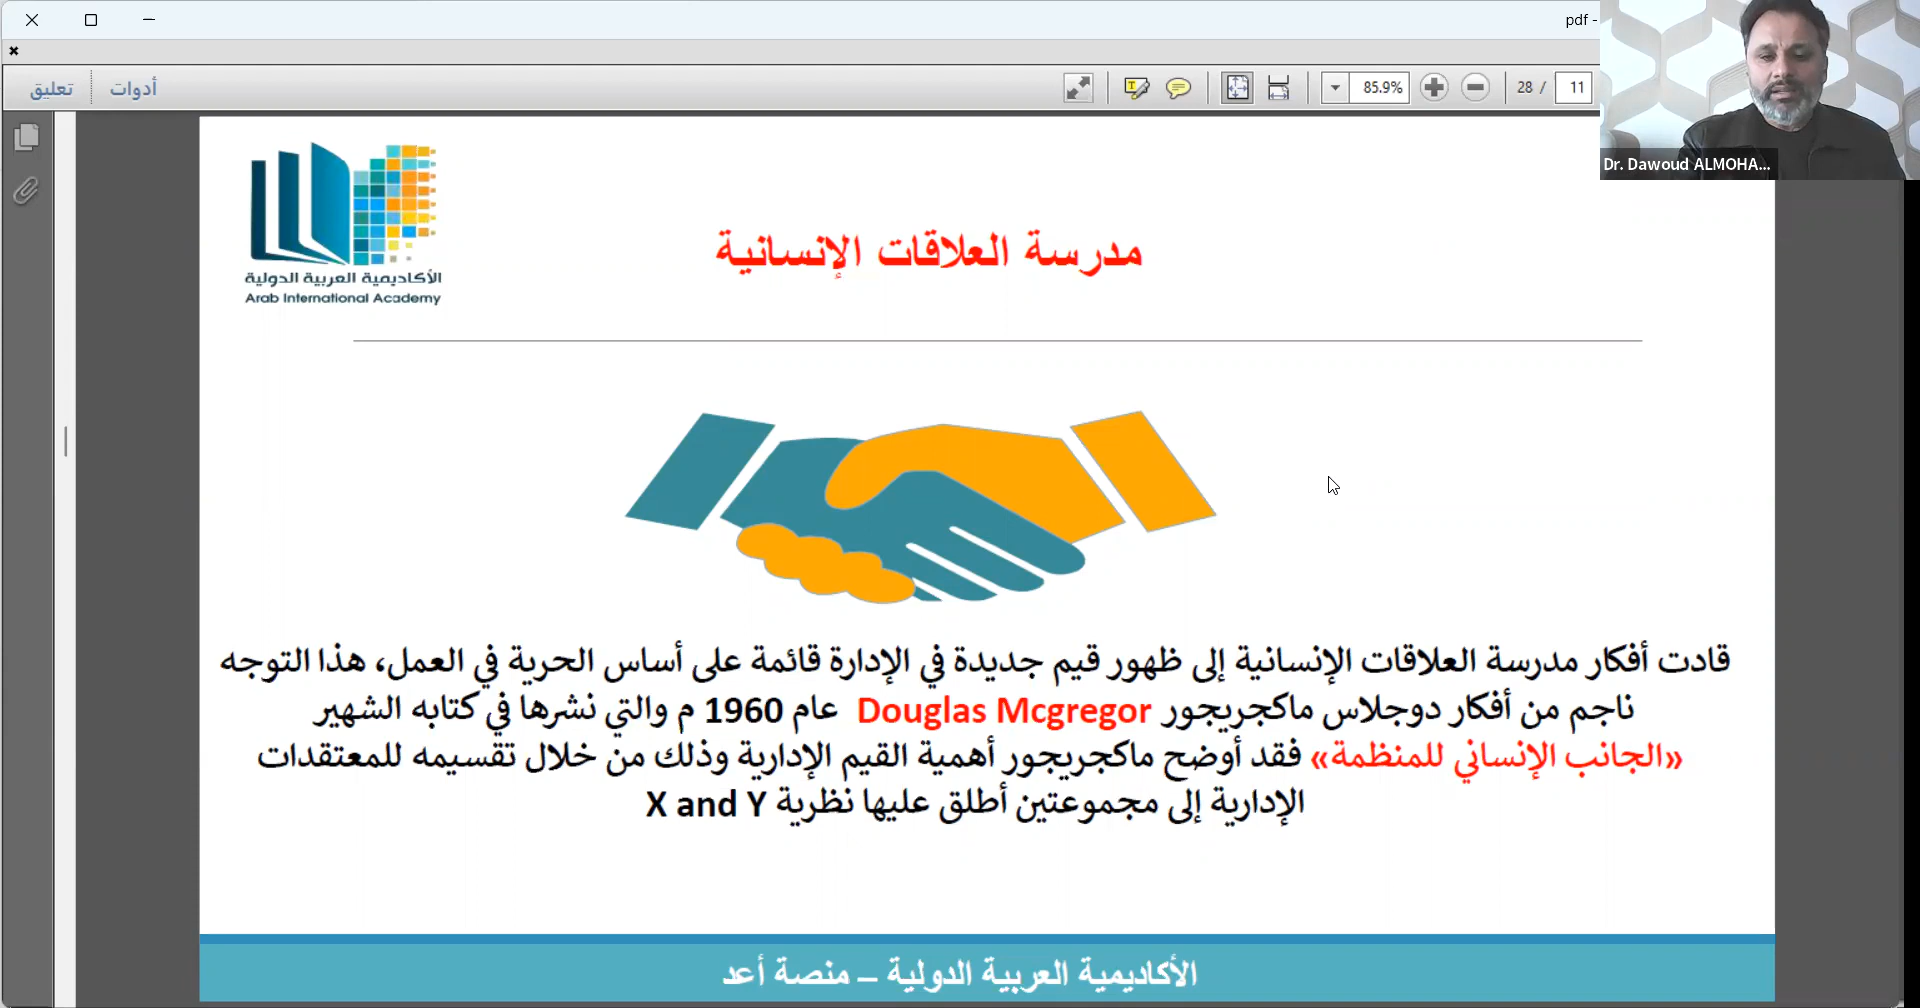 pdf -
تعليق
أدوات
85.9%
28 / 11
Dr. Dawoud ALMOHA...
الأكاديمية العربية الدولية
Arab International Academy
مدرسة العلاقات الإنسانية
قادت أفكار مدرسة العلاقات الإنسانية إلى ظهور قيم جديدة في الإدارة قائمة على أساس الحرية في العمل، هذا التوجه
ناجم من أفكار دوجلاس ماكجريجور Douglas Mcgregor عام 1960 م والتي نشرها في كتابه الشهير
«الجانب الإنساني للمنظمة» فقد أوضح ماكجريجور أهمية القيم الإدارية وذلك من خلال تقسيمه للمعتقدات
الإدارية إلى مجموعتين أطلق عليها نظرية X and Y
الأكاديمية العربية الدولية – منصة أعد